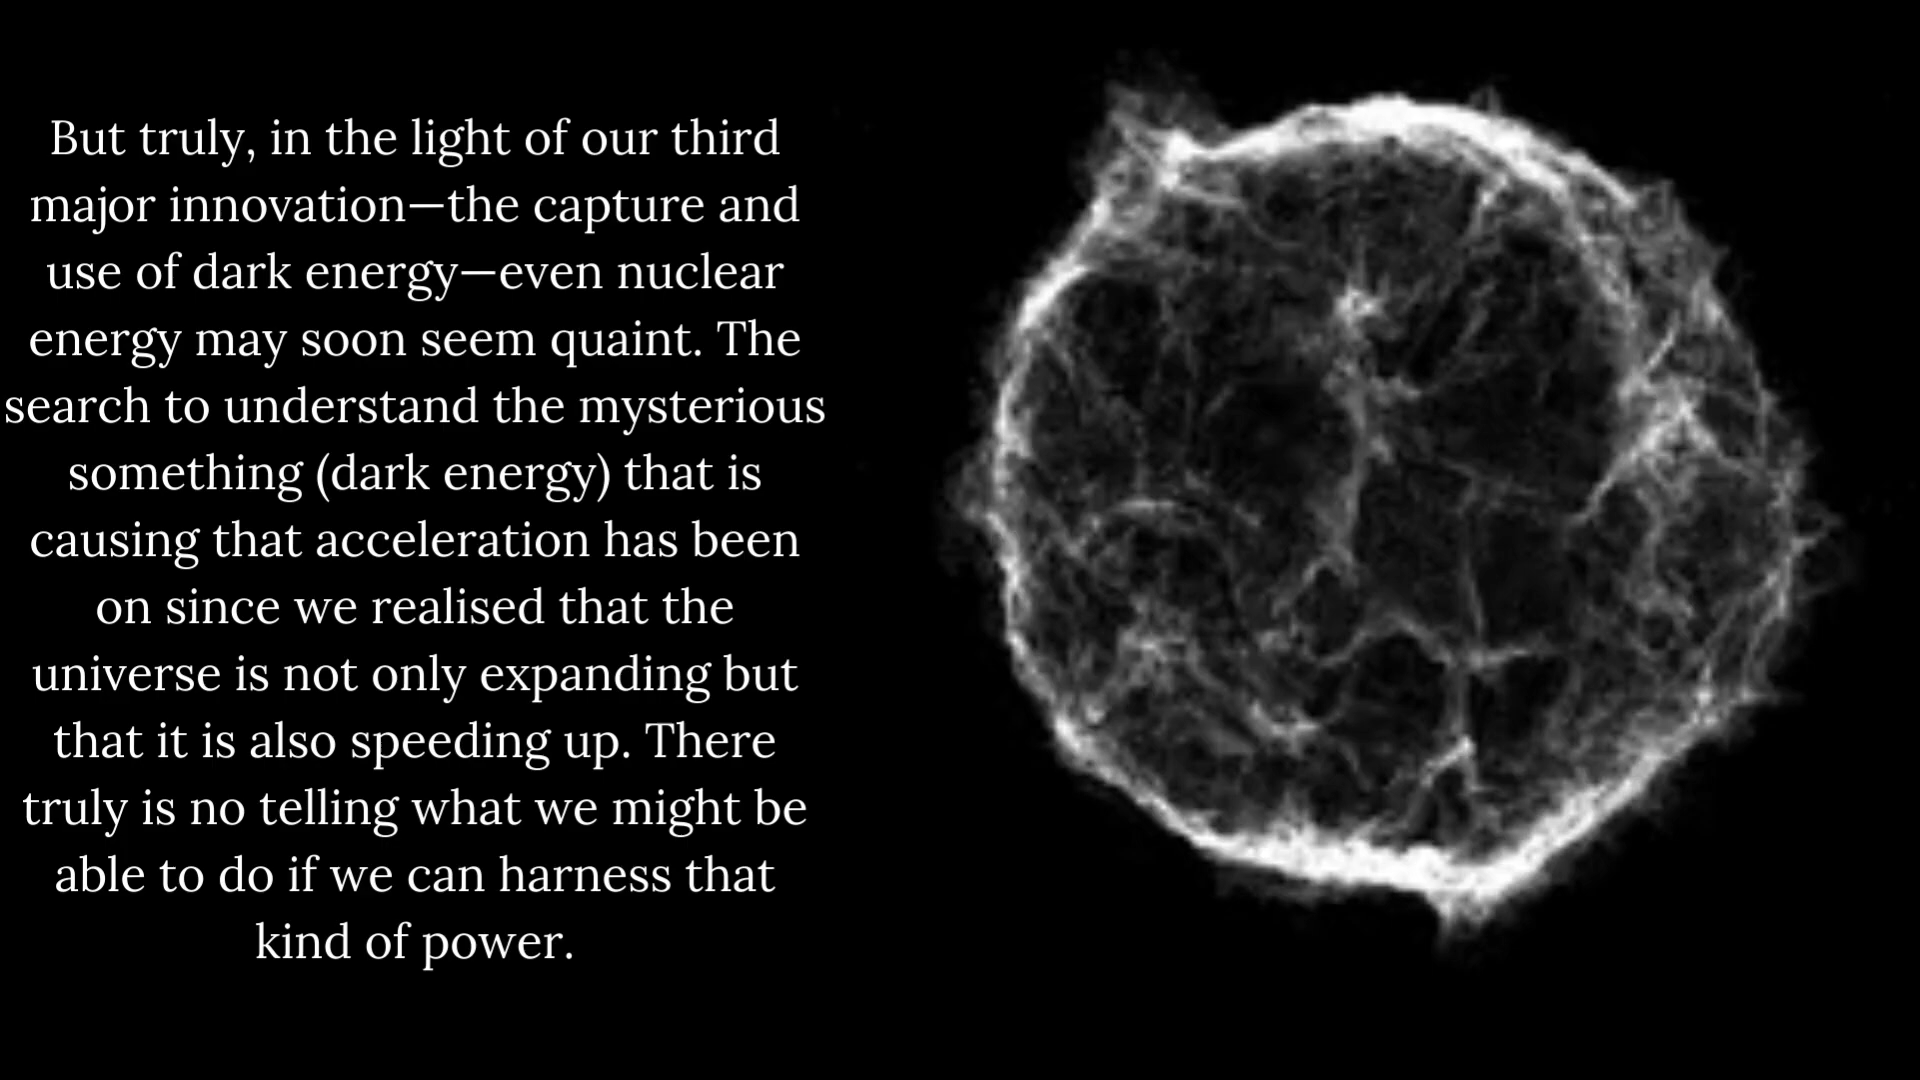 But truly, in the light of our third
major innovation—the capture and
use of dark energy—even nuclear
energy may soon seem quaint. The
search to understand the mysterious
something (dark energy) that is
causing that acceleration has been
on since we realised that the
universe is not only expanding but
that it is also speeding up. There
truly is no telling what we might be
able to do if we can harness that
kind of power.